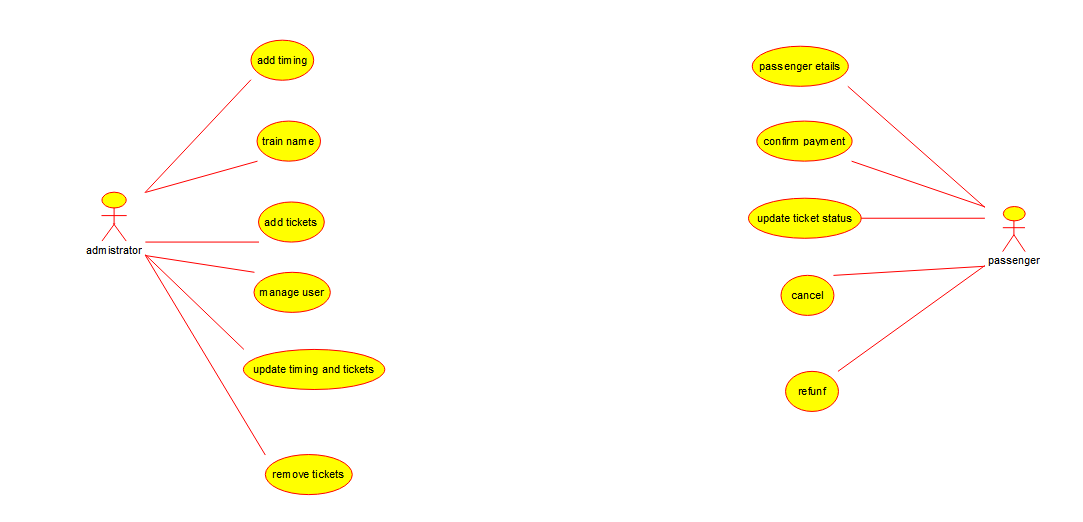 add timing
train name
add tickets
admistrator
manage user
update timing and tickets
remove tickets
passenger etails
confirm payment
update ticket status
passenger
cancel
refunf